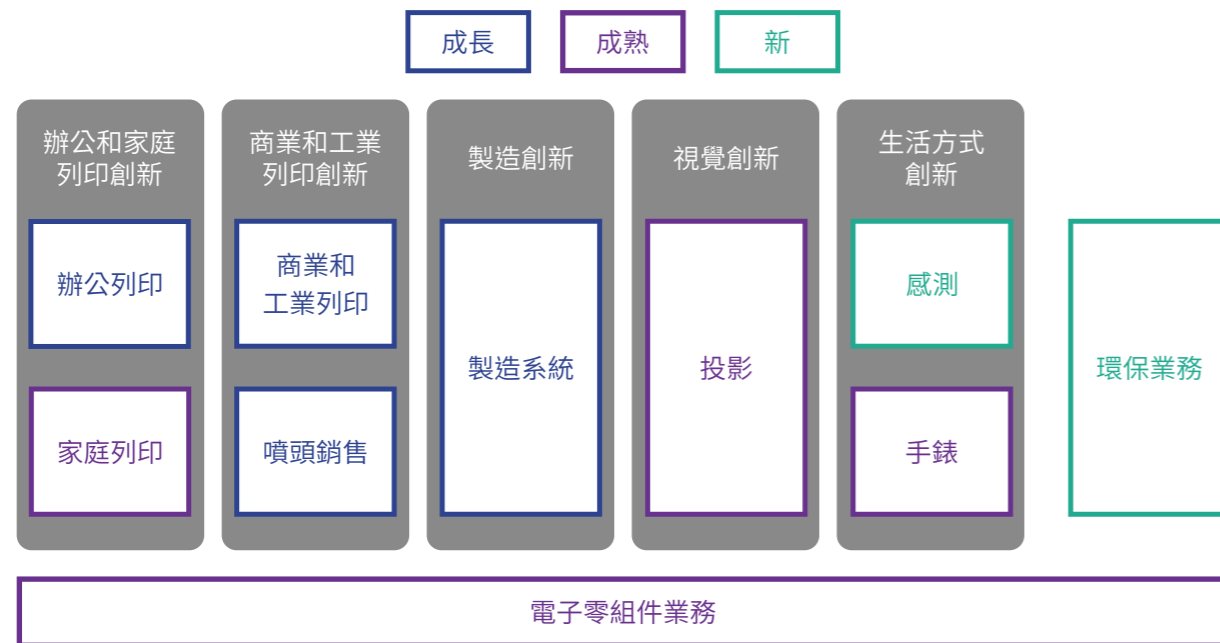 成長
成熟
新
辦公和家庭
列印創新
辦公列印
家庭列印
商業和工業
列印創新
商業和
工業列印
噴頭銷售
製造創新
製造系統
視覺創新
投影
生活方式
創新
感測
手錶
環保業務
電子零組件業務